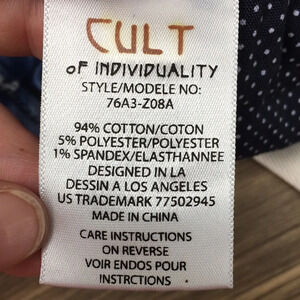 CULT
OF INDIVIDUALITY
STYLE/MODELE NO:
76A3-Z08A
94% COTTON/COTON
5% POLYESTER/POLYESTER
1% SPANDEX/ELASTHANNEE
DESIGNED IN LA
DESSIN A LOS ANGELES
US TRADEMARK 77502945
MADE IN CHINA
CARE INSTRUCTIONS
ON REVERSE
VOIR ENDOS POUR
INSTRCTIONS